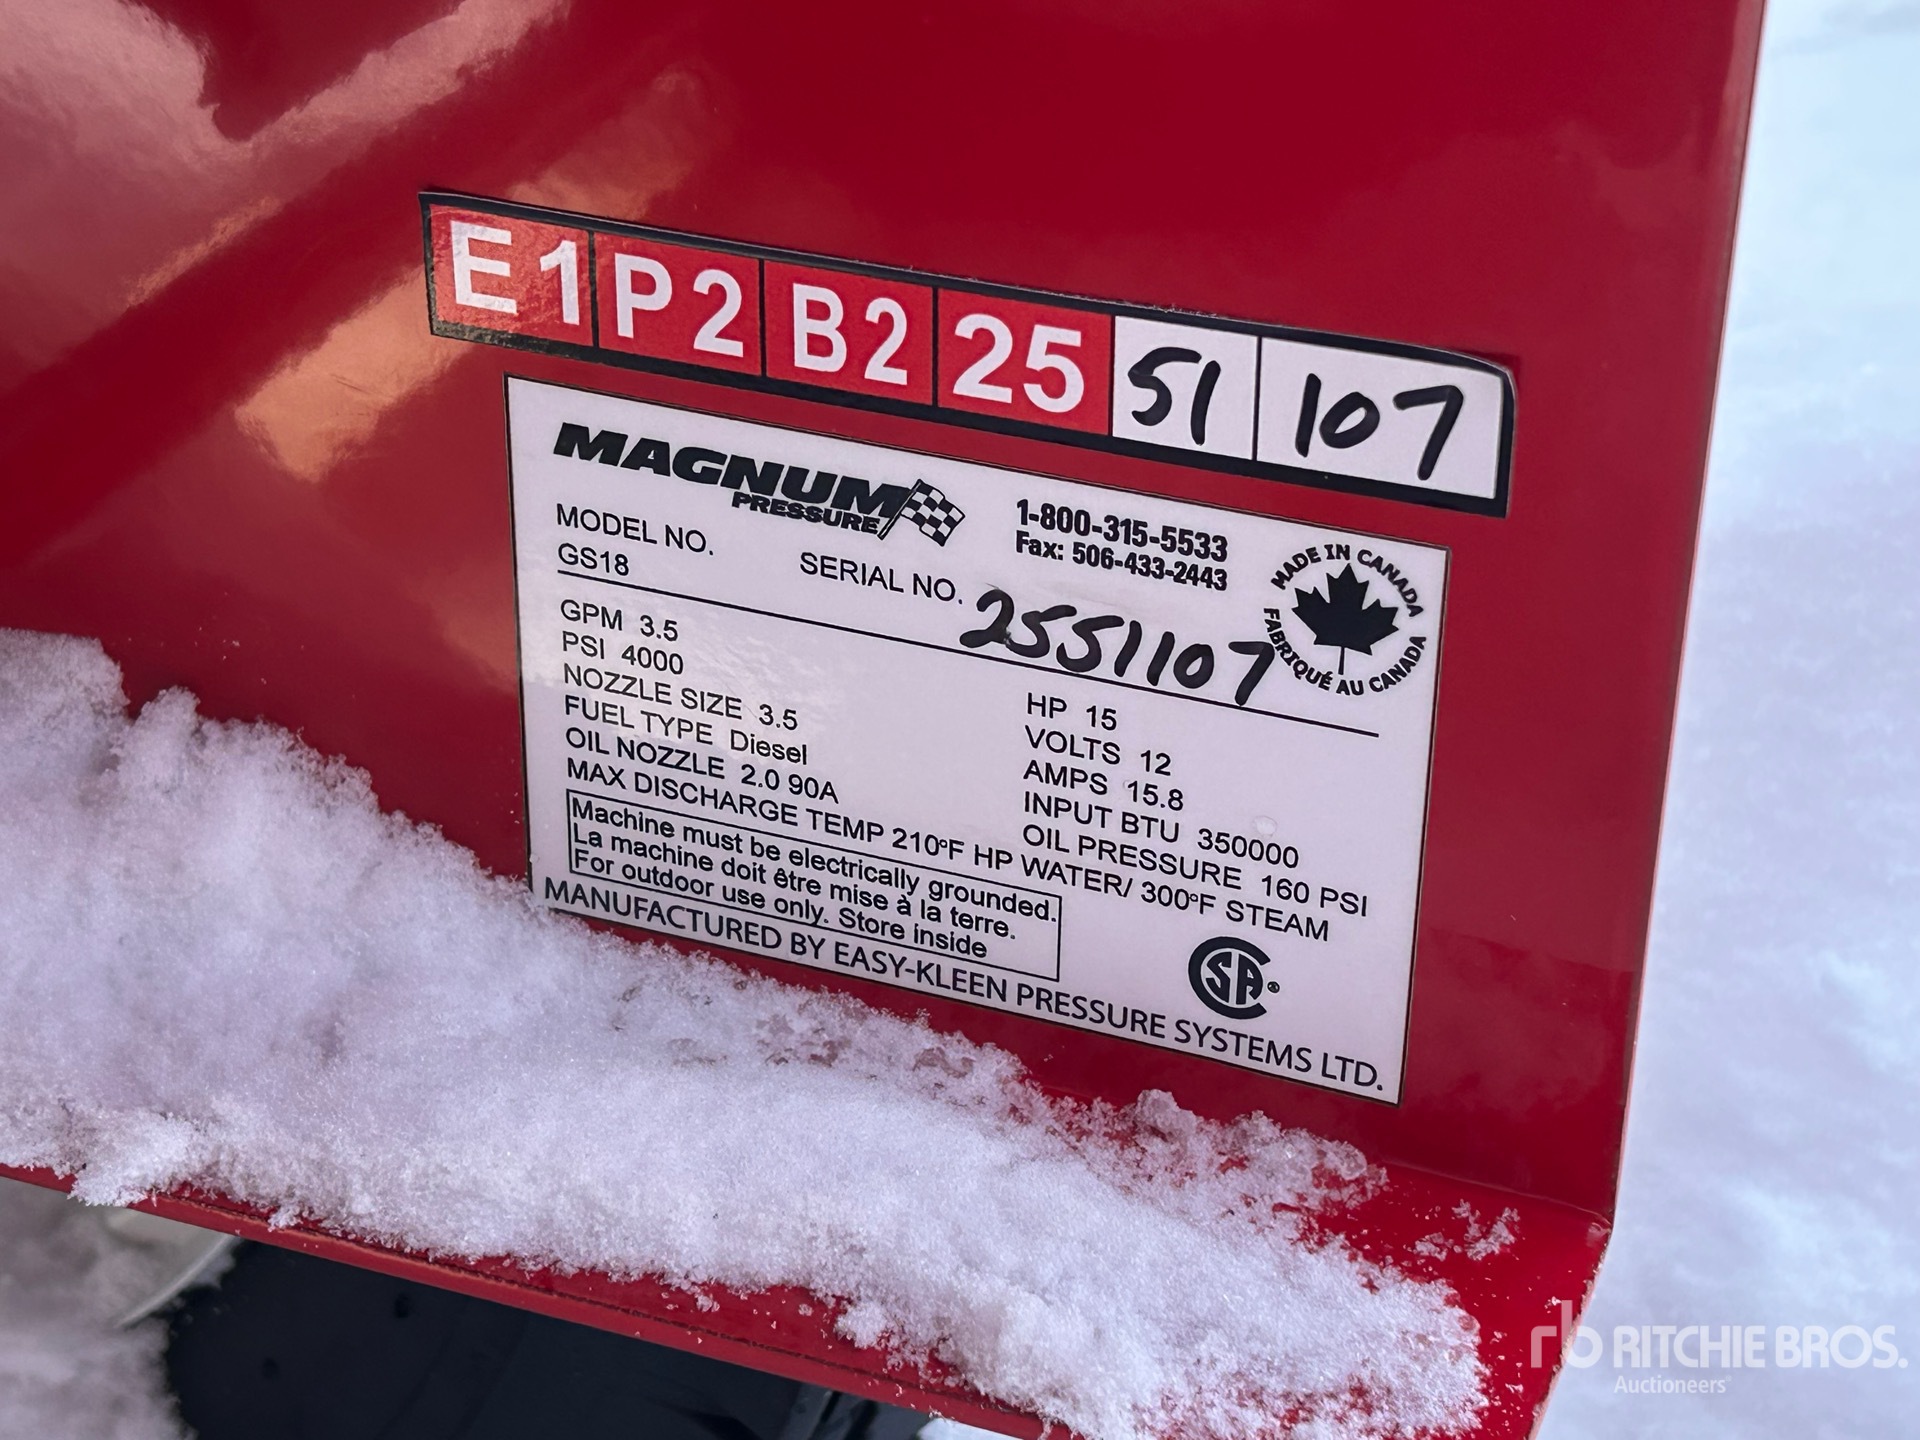 E1 P2 B2 25 51 107
MAGNUM
PRESSURE
1-800-315-5533
Fax: 506-433-2443
MADE IN CANADA
FABRIQUÉ AU CANADA
MODEL NO.
GS18
SERIAL NO. 2551107
GPM 3.5
PSI 4000
NOZZLE SIZE 3.5
FUEL TYPE Diesel
OIL NOZZLE 2.0 90A
HP 15
VOLTS 12
AMPS 15.8
INPUT BTU 350000
OIL PRESSURE 160 PSI
MAX DISCHARGE TEMP 210°F HP WATER/ 300°F STEAM
Machine must be electrically grounded.
La machine doit être mise à la terre.
For outdoor use only. Store inside
CSA®
MANUFACTURED BY EASY-KLEEN PRESSURE SYSTEMS LTD.
rb RITCHIE BROS.
Auctioneers